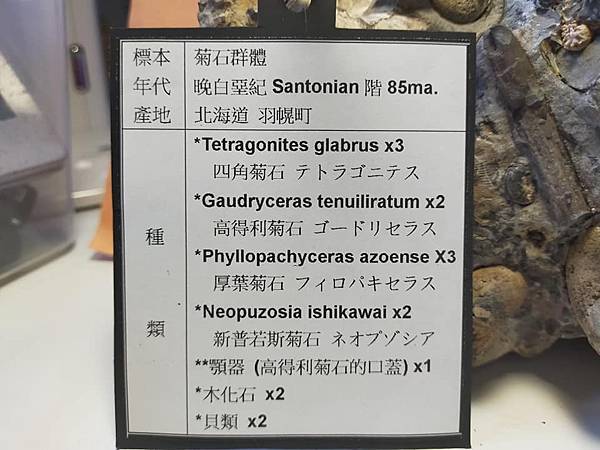 標本 菊石群體
年代 晚白堊紀 Santonian 階 85ma.
產地 北海道 羽幌町
種類
*Tetragonites glabrus x3
四角菊石 テトラゴニテス
*Gaudryceras tenuiliratum x2
高得利菊石 ゴードリセラス
*Phyllopachyceras azoense X3
厚葉菊石 フィロパキセラス
*Neopuzosia ishikawai x2
新普若斯菊石 ネオプゾシア
**顎器 (高得利菊石的口蓋) x1
*木化石 x2
*貝類 x2